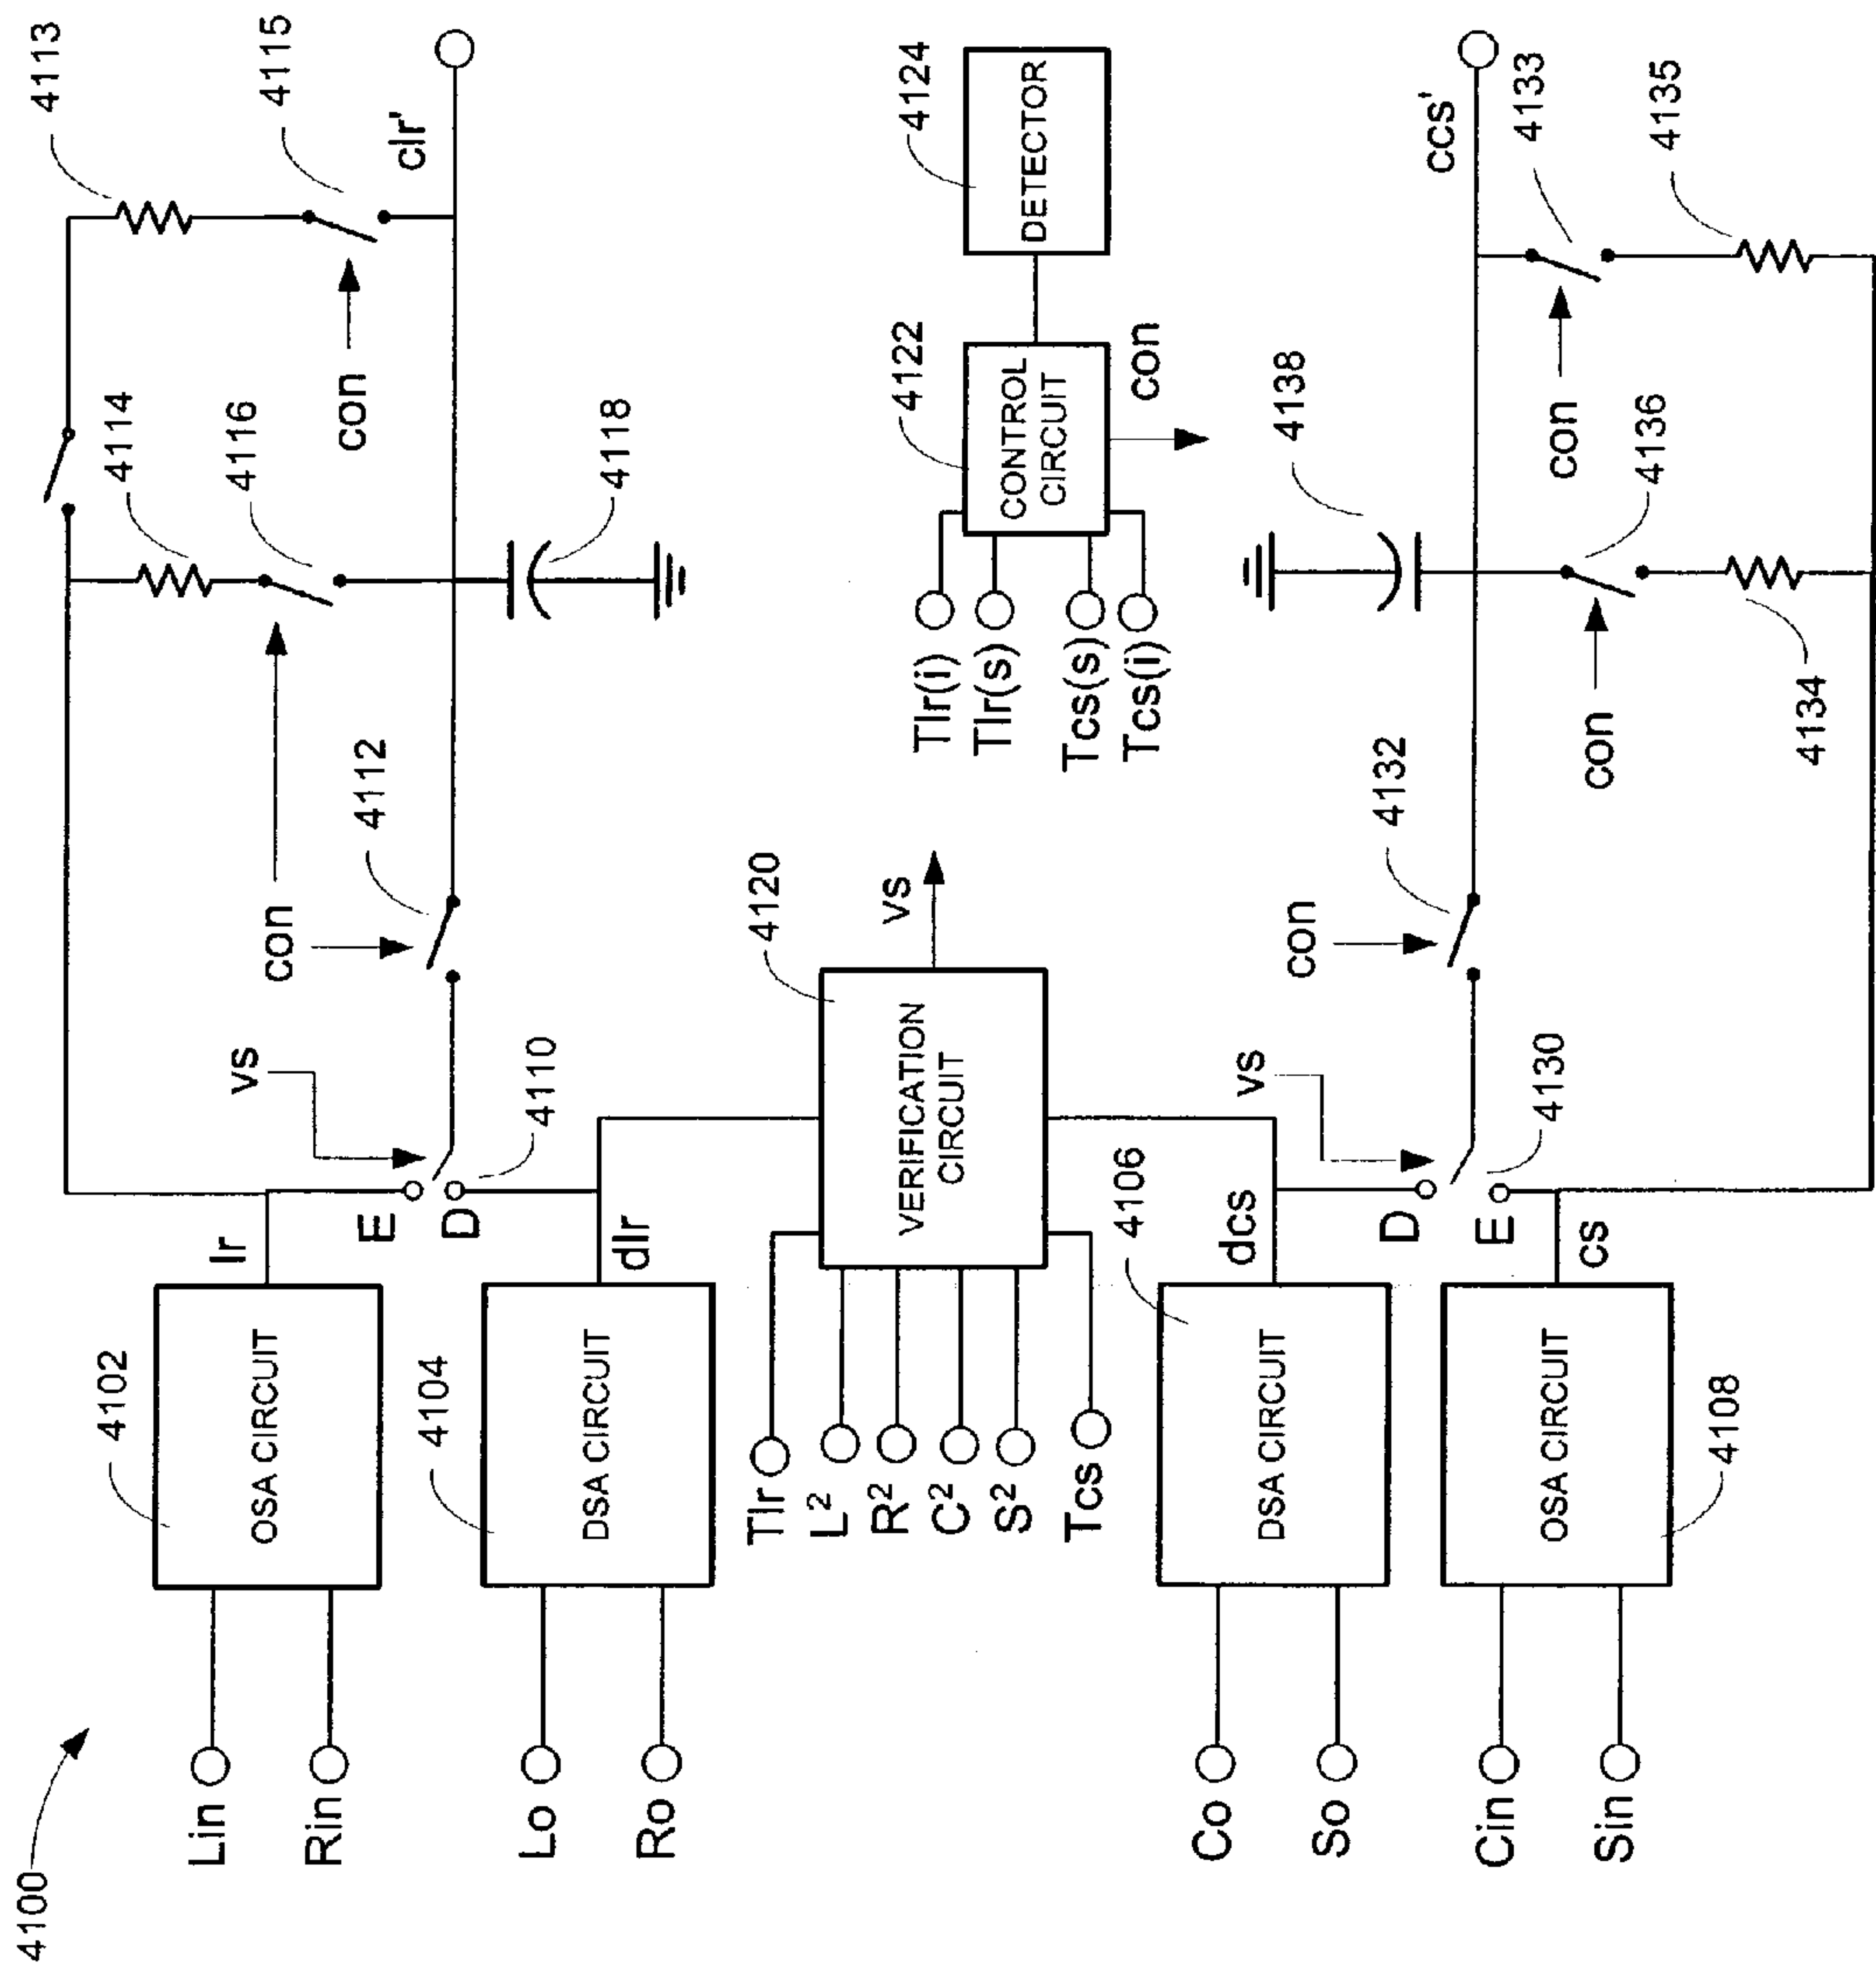 4100
4102
4104
4106
4108
4110
4112
4113
4114
4115
4116
4118
4120
4122
4124
4130
4132
4133
4134
4135
4136
4138
Lin
Rin
Lo
Ro
Co
So
Cin
Sin
OSA CIRCUIT
DSA CIRCUIT
DSA CIRCUIT
OSA CIRCUIT
lr
dlr
dcs
cs
E
D
D
E
vs
vs
Tlr
L²
R²
C²
S²
Tcs
VERIFICATION
CIRCUIT
vs
con
con
con
con
con
clr'
ccs'
Tlr(i)
Tlr(s)
Tcs(s)
Tcs(i)
CONTROL
CIRCUIT
con
DETECTOR